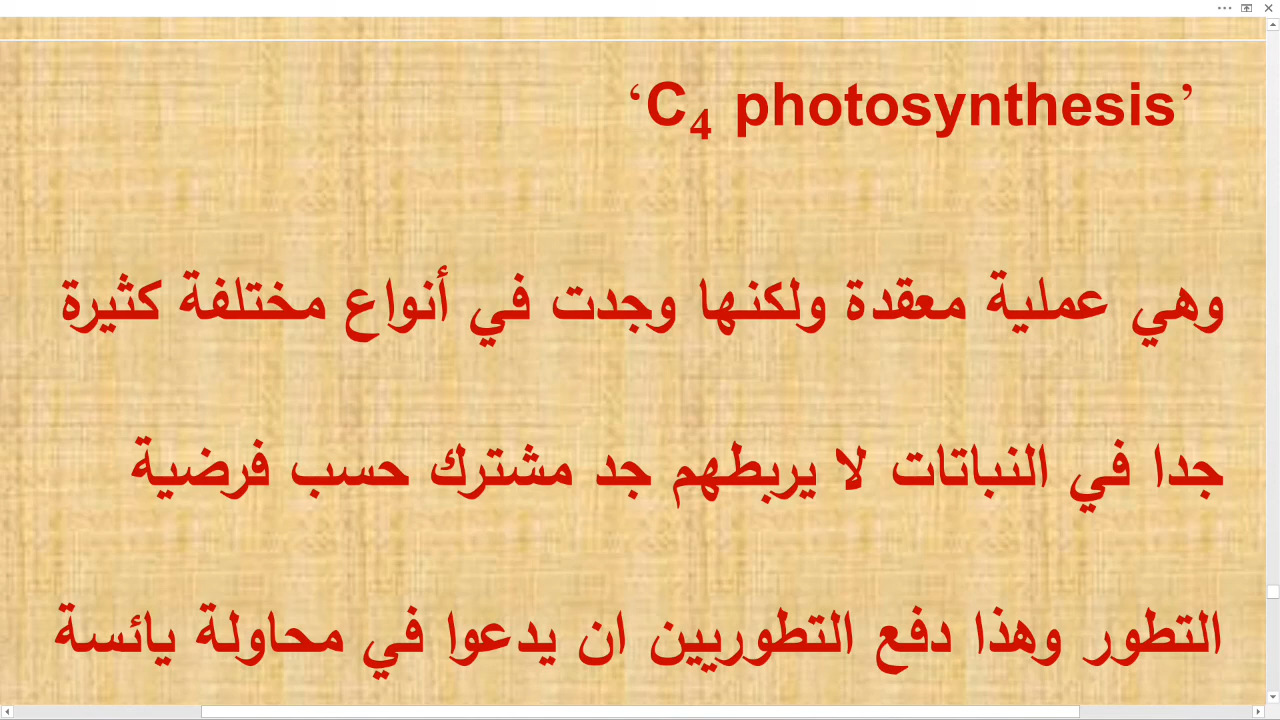 ‘C4 photosynthesis’
وهي عملية معقدة ولكنها وجدت في أنواع مختلفة كثيرة
جدا في النباتات لا يربطهم جد مشترك حسب فرضية
التطور وهذا دفع التطوريين ان يدعوا في محاولة يائسة